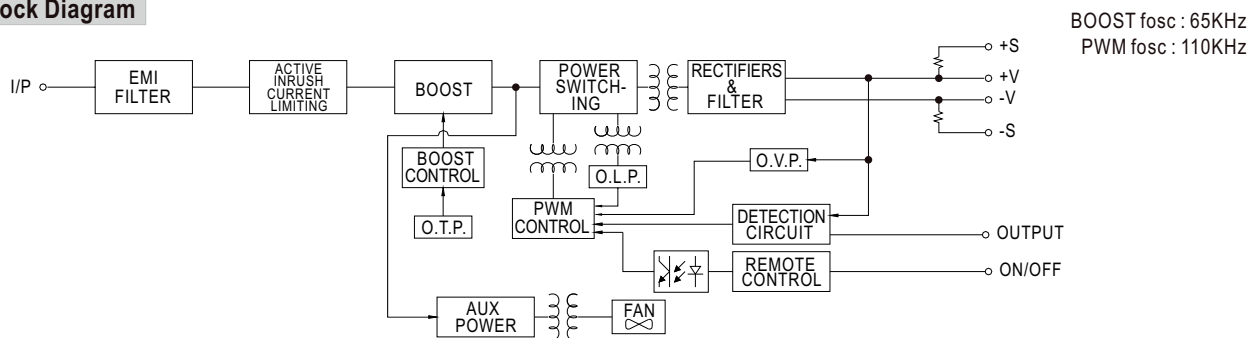 ock Diagram
BOOST fosc : 65KHz
PWM fosc : 110KHz
I/P
EMI
FILTER
ACTIVE
INRUSH
CURRENT
LIMITING
BOOST
POWER
SWITCH-
ING
RECTIFIERS
&
FILTER
+S
+V
-V
-S
BOOST
CONTROL
O.T.P.
O.L.P.
O.V.P.
PWM
CONTROL
DETECTION
CIRCUIT
OUTPUT
REMOTE
CONTROL
ON/OFF
AUX
POWER
FAN